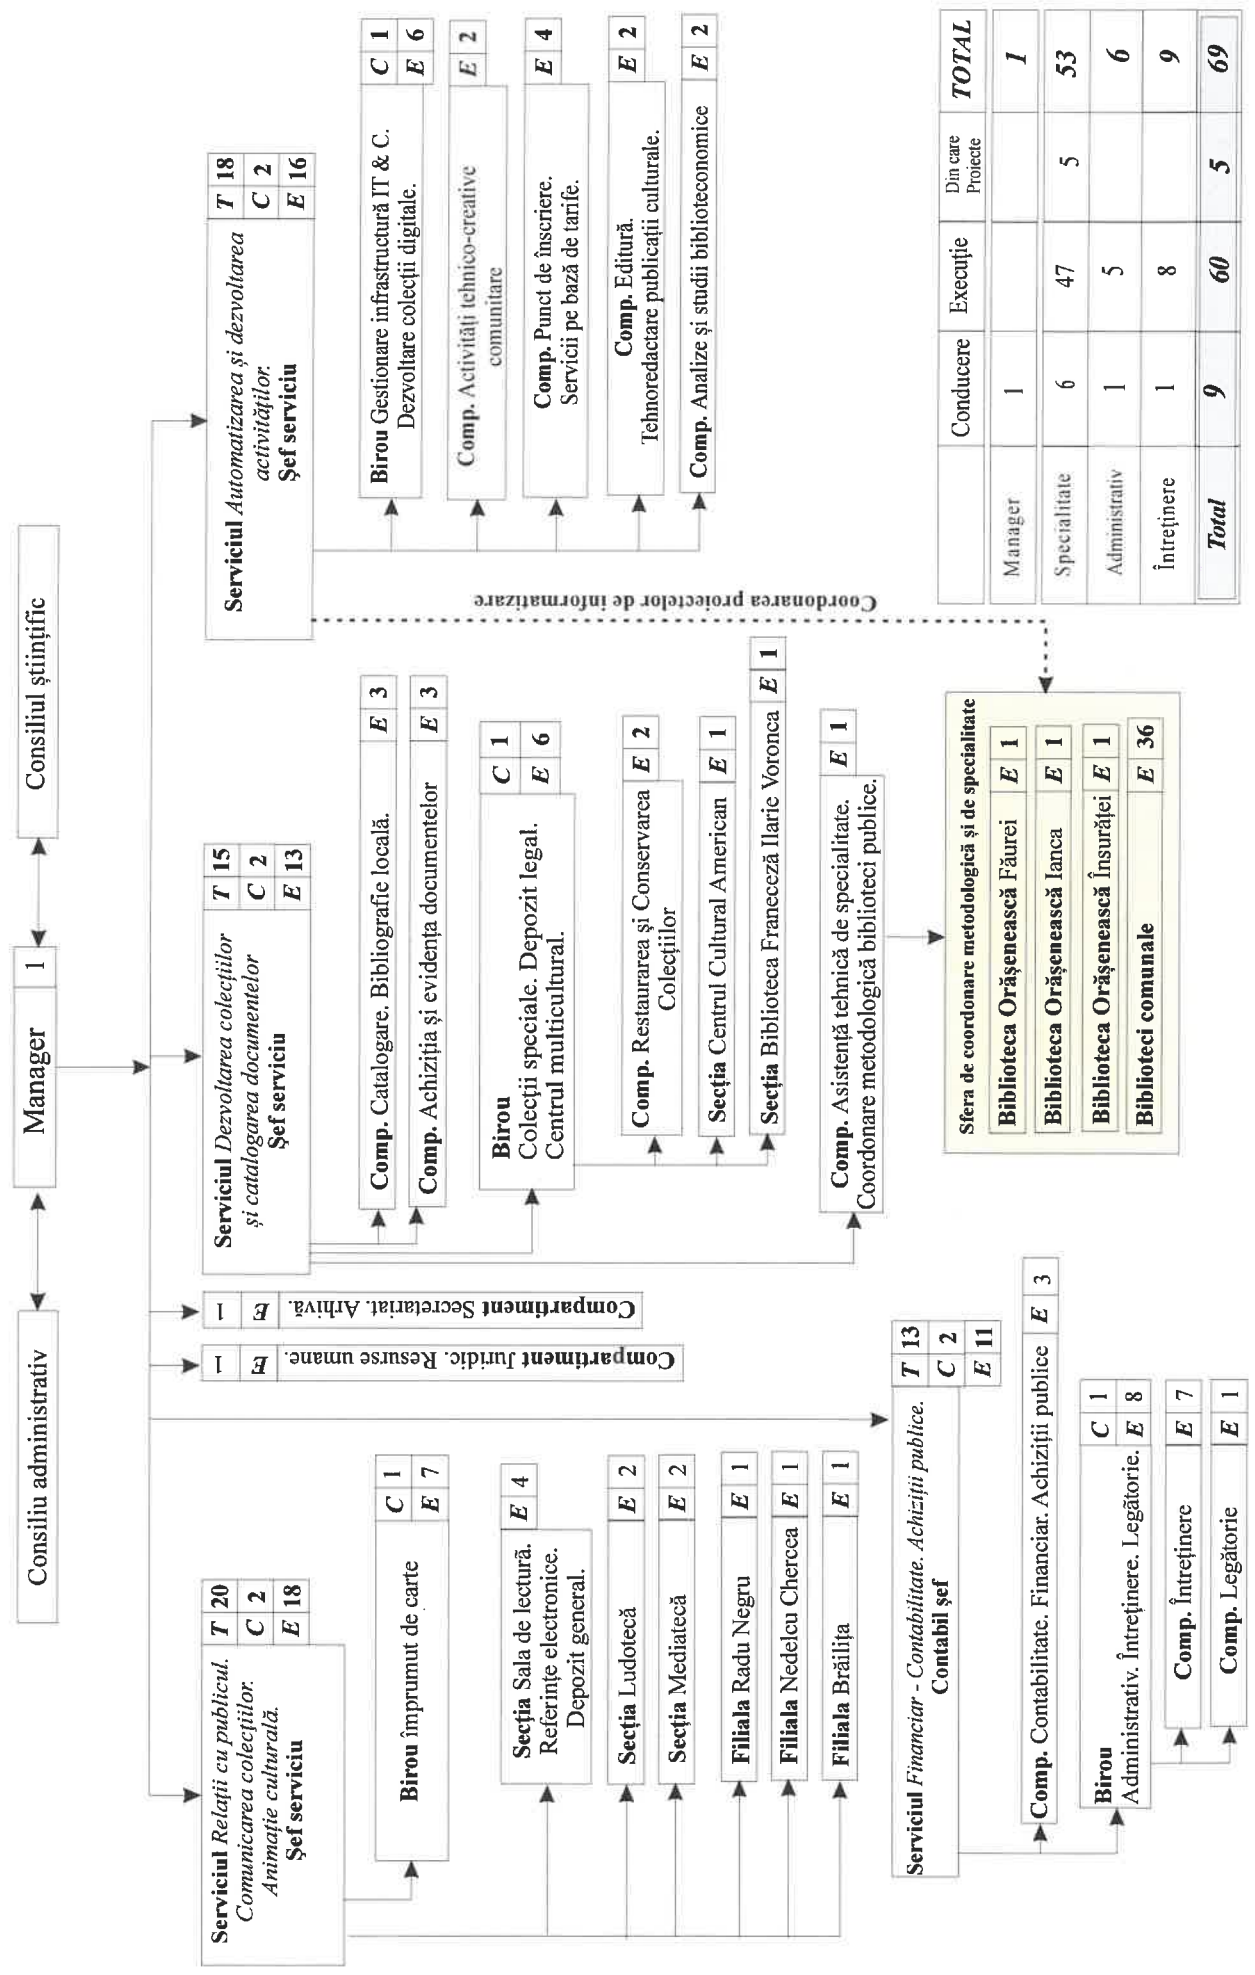 Consiliu administrativ
Manager 1
Consiliul științific
Serviciul Relații cu publicul.
Comunicarea colecțiilor.
Animație culturală.
Șef serviciu
T 20
C 2
E 18
Birou împrumut de carte
C 1
E 7
Secția Sala de lectură.
Referințe electronice.
Depozit general.
E 4
Secția Ludotecă E 2
Secția Mediatecă E 2
Filiala Radu Negru E 1
Filiala Nedelcu Chercea E 1
Filiala Brăilița E 1
Compartiment Juridic. Resurse umane. E 1
Compartiment Secretariat. Arhivă. E 1
Serviciul Financiar - Contabilitate. Achiziții publice.
Contabil șef
T 13
C 2
E 11
Comp. Contabilitate. Financiar. Achiziții publice E 3
Birou
Administrativ. Întreținere. Legătorie.
C 1
E 8
Comp. Întreținere E 7
Comp. Legătorie E 1
Serviciul Dezvoltarea colecțiilor
și catalogarea documentelor
Șef serviciu
T 15
C 2
E 13
Comp. Catalogare. Bibliografie locală. E 3
Comp. Achiziția și evidența documentelor E 3
Birou
Colecții speciale. Depozit legal.
Centrul multicultural.
C 1
E 6
Comp. Restaurarea și Conservarea
Colecțiilor
E 2
Secția Centrul Cultural American E 1
Secția Biblioteca Franeceză Ilarie Voronca E 1
Comp. Asistență tehnică de specialitate.
Coordonare metodologică biblioteci publice.
E 1
Sfera de coordonare metodologică și de specialitate
Biblioteca Orășenească Făurei E 1
Biblioteca Orășenească Ianca E 1
Biblioteca Orășenească Însurăței E 1
Biblioteci comunale E 36
Serviciul Automatizarea și dezvoltarea
activităților.
Șef serviciu
T 18
C 2
E 16
Coordonarea proiectelor de informatizare
Birou Gestionare infrastructură IT & C.
Dezvoltare colecții digitale.
C 1
E 6
Comp. Activități tehnico-creative
comunitare
E 2
Comp. Punct de înscriere.
Servicii pe bază de tarife.
E 4
Comp. Editură.
Tehnoredactare publicații culturale.
E 2
Comp. Analize și studii biblioteconomice E 2
Conducere Execuție Din care Proiecte TOTAL
Manager 1 1
Specialitate 6 47 5 53
Administrativ 1 5 6
Întreținere 1 8 9
Total 9 60 5 69